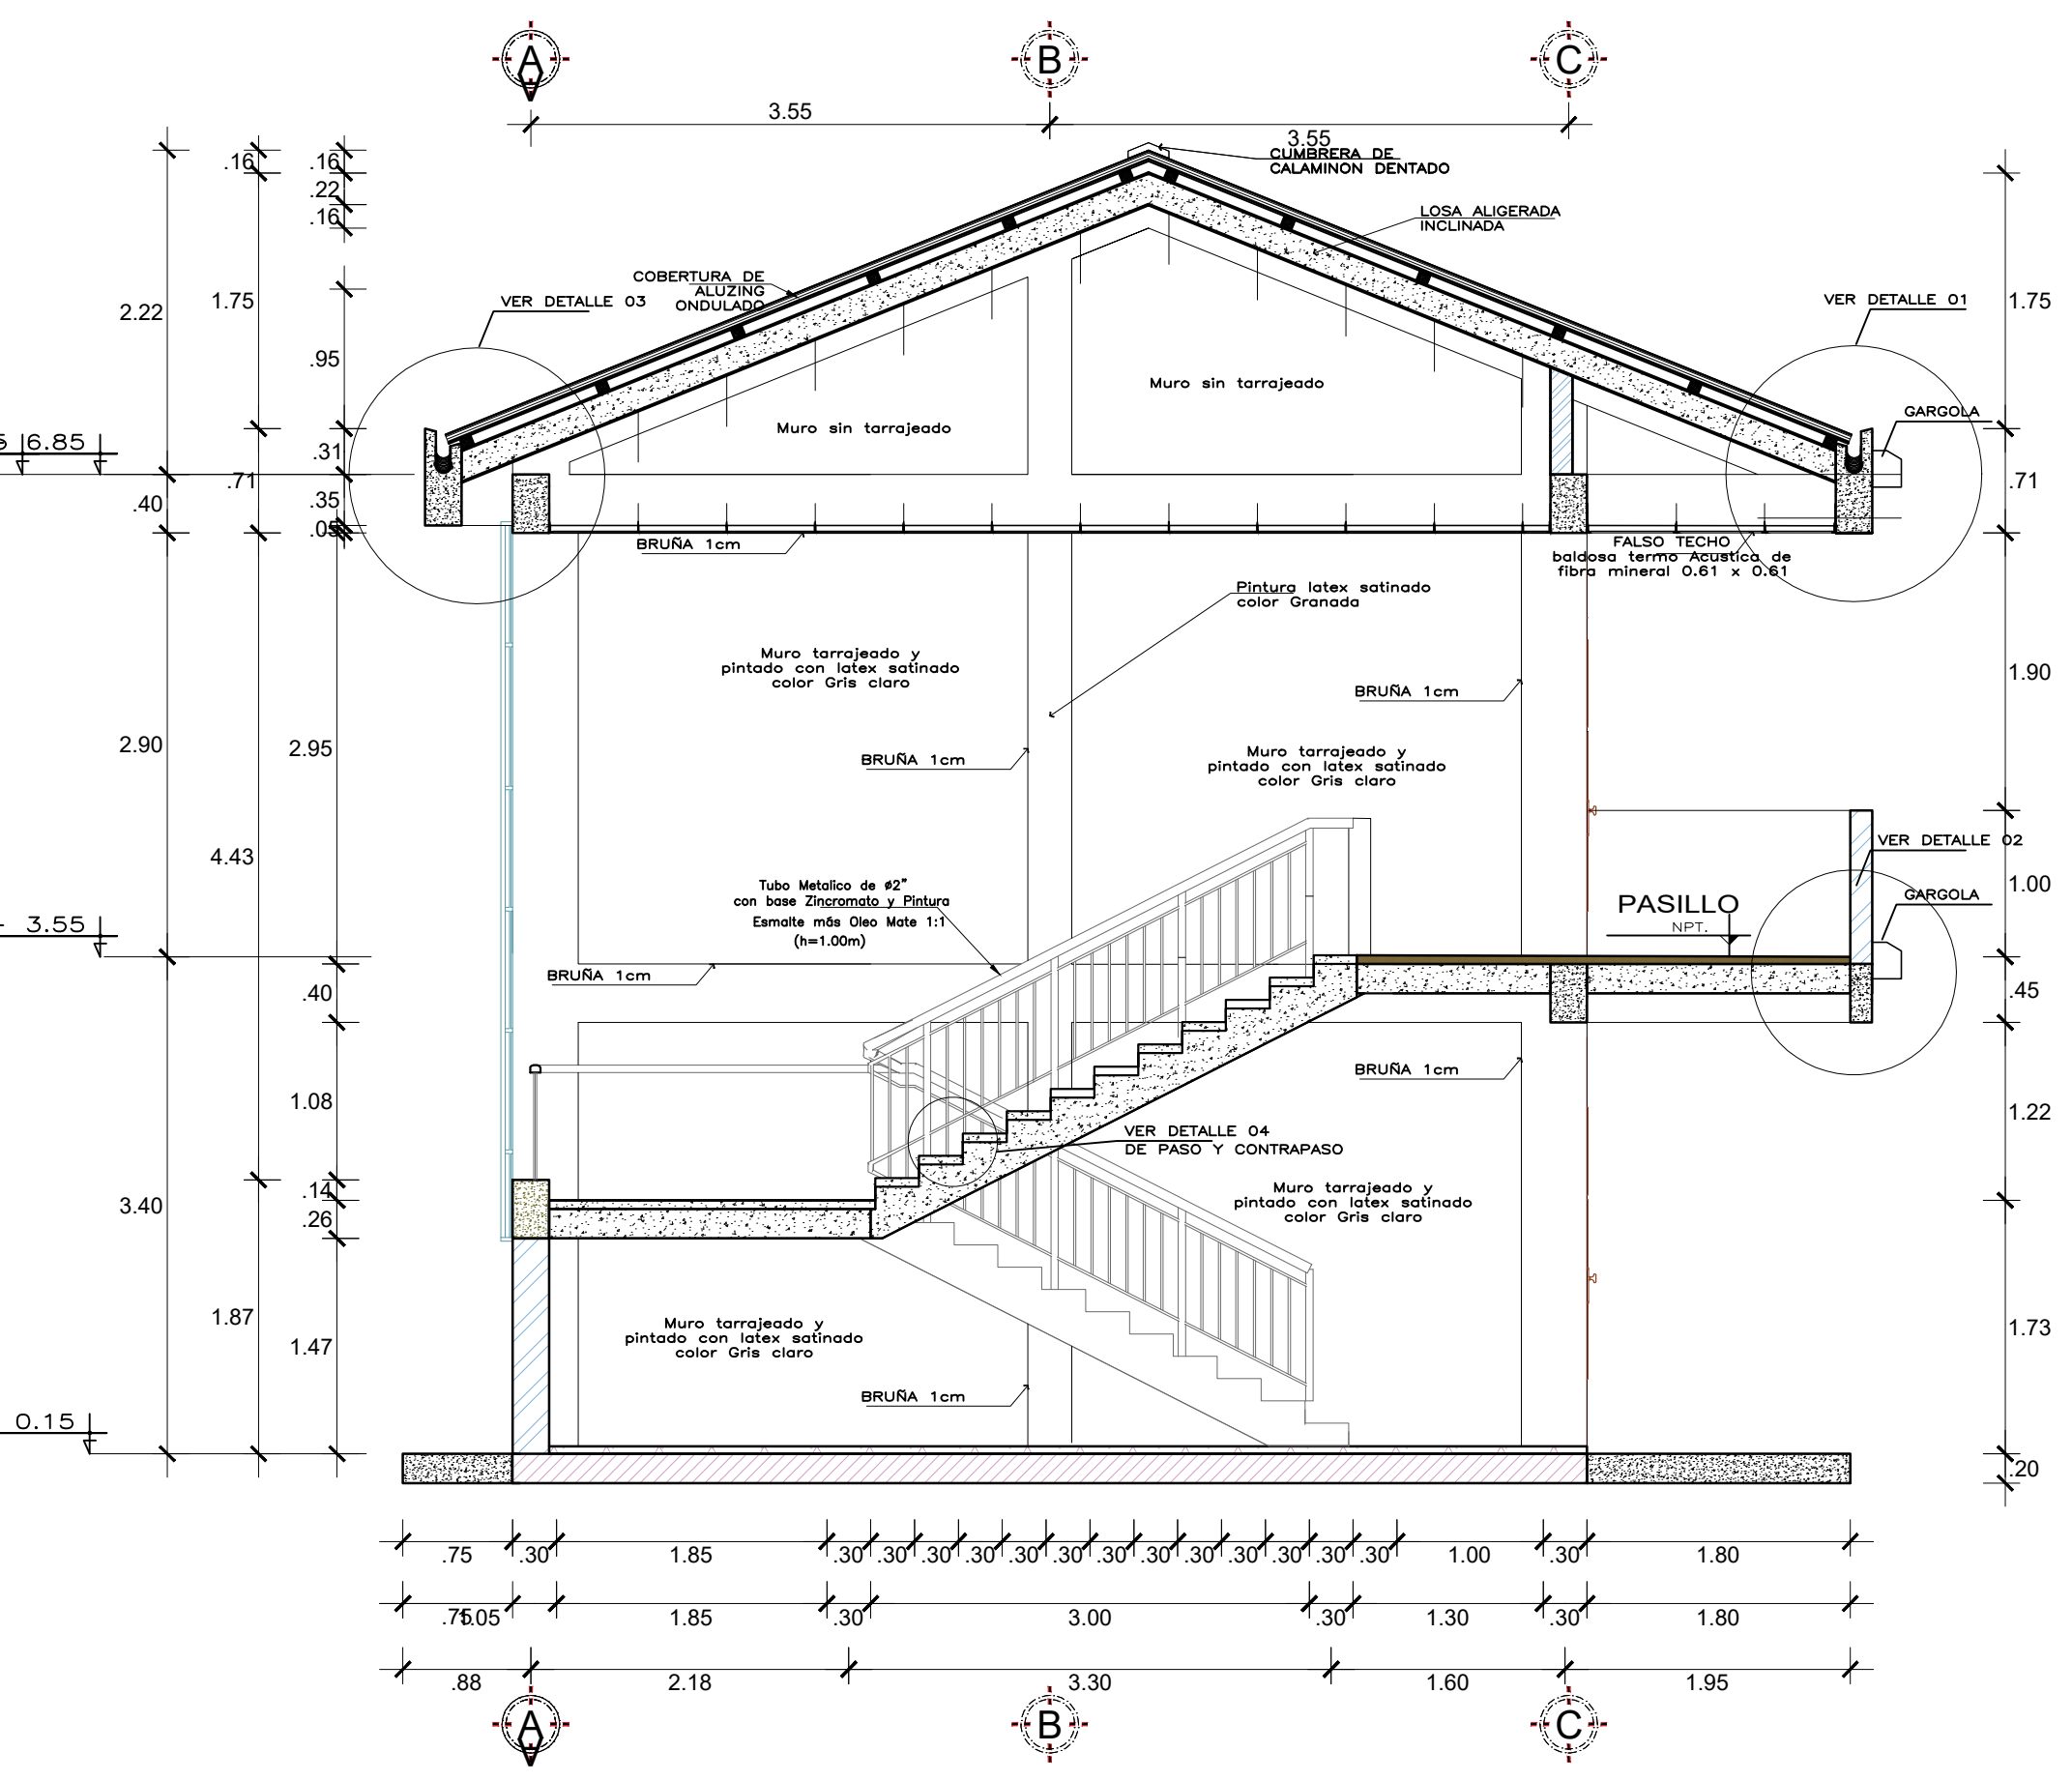 A
B
C
3.55
3.55
CUMBRERA DE
CALAMINON DENTADO
LOSA ALIGERADA
INCLINADA
COBERTURA DE
ALUZING
ONDULADO
VER DETALLE 03
VER DETALLE 01
GARGOLA
Muro sin tarrajeado
Muro sin tarrajeado
.16
.16
.22
.16
2.22
1.75
.95
.31
.71
.35
.40
.05
6.85
1.75
.71
BRUÑA 1cm
FALSO TECHO
baldosa termo Acustica de
fibra mineral 0.61 x 0.61
Pintura latex satinado
color Granada
Muro tarrajeado y
pintado con latex satinado
color Gris claro
BRUÑA 1cm
1.90
2.90
2.95
BRUÑA 1cm
Muro tarrajeado y
pintado con latex satinado
color Gris claro
4.43
VER DETALLE 02
1.00
GARGOLA
Tubo Metalico de ø2"
con base Zincromato y Pintura
Esmalte más Oleo Mate 1:1
(h=1.00m)
PASILLO
NPT.
3.55
BRUÑA 1cm
.40
.45
BRUÑA 1cm
1.08
1.22
VER DETALLE 04
DE PASO Y CONTRAPASO
Muro tarrajeado y
pintado con latex satinado
color Gris claro
3.40
.14
.26
1.87
1.47
1.73
Muro tarrajeado y
pintado con latex satinado
color Gris claro
BRUÑA 1cm
0.15
.20
.75 .30 1.85 .30 .30 .30 .30 .30 .30 .30 .30 .30 .30 .30 .30 .30 1.00 .30 1.80
.75 1.05 1.85 .30 3.00 .30 1.30 .30 1.80
.88 2.18 3.30 1.60 1.95
A
B
C